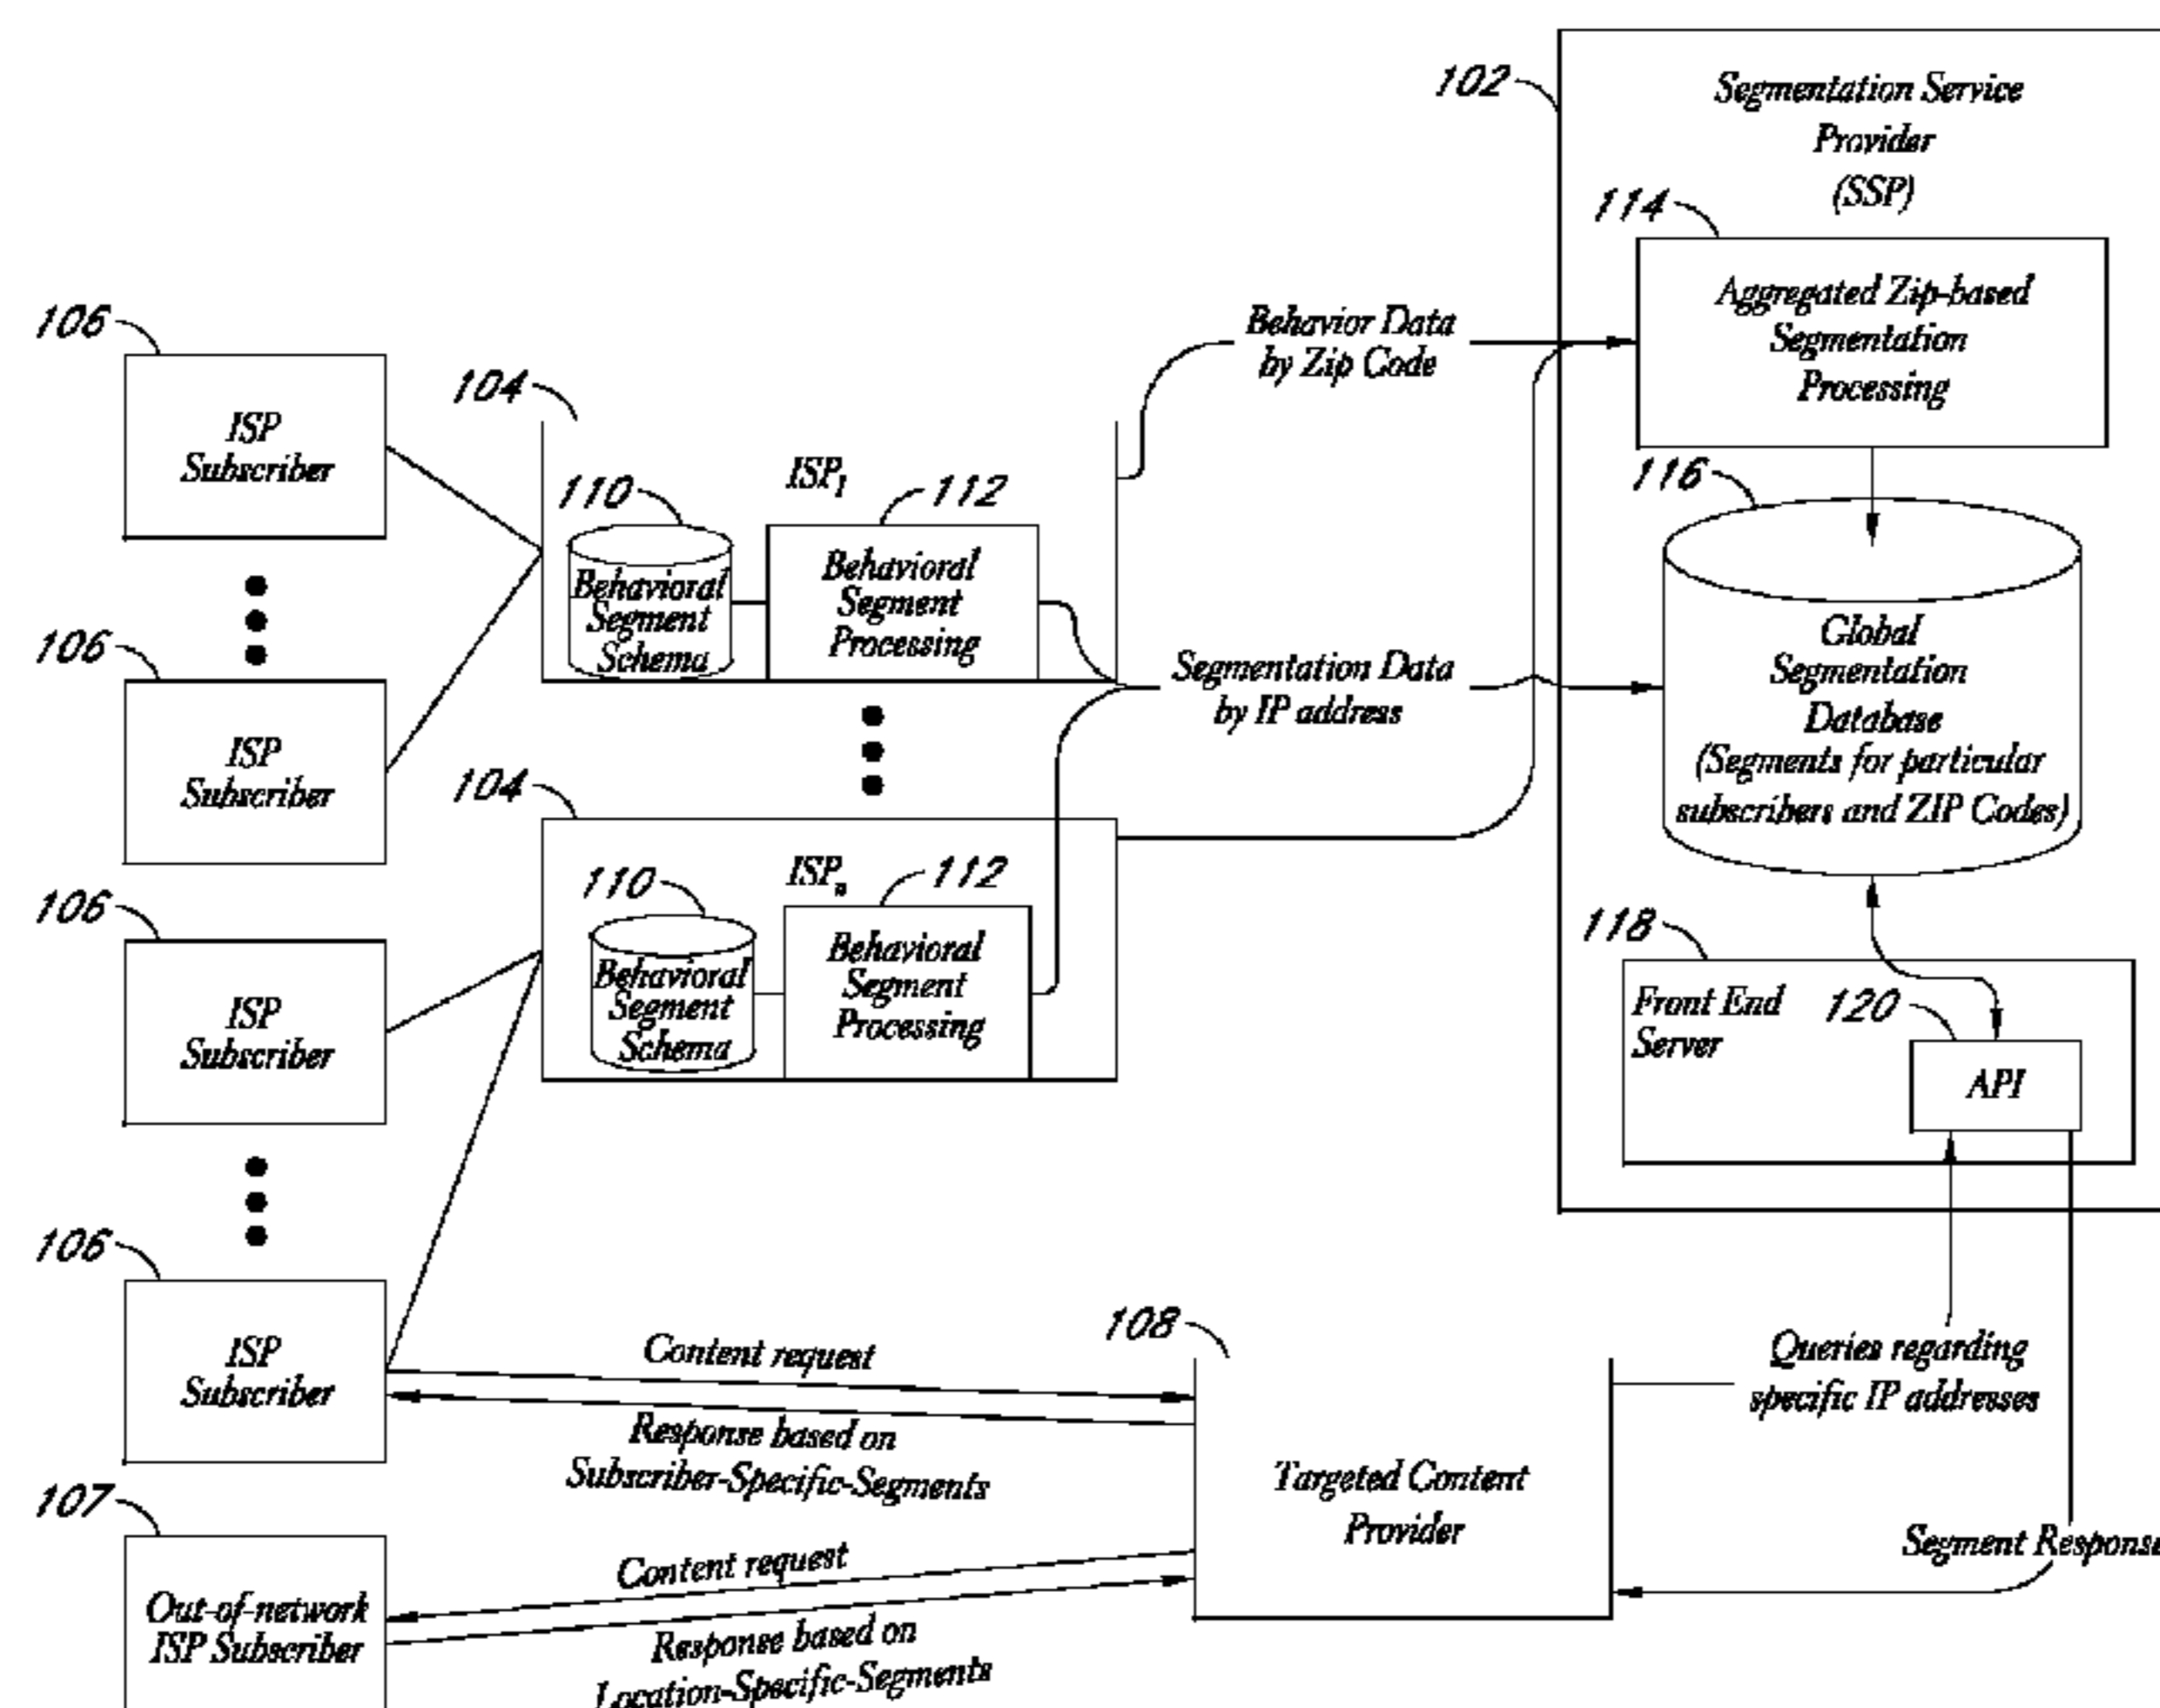 102
Segmentation Service
Provider
(SSP)
114
Aggregated Zip-based
Segmentation
Processing
106
ISP
Subscriber
106
ISP
Subscriber
104
ISP1
110
Behavioral
Segment
Schema
112
Behavioral
Segment
Processing
Behavior Data
by Zip Code
Segmentation Data
by IP address
116
Global
Segmentation
Database
(Segments for particular
subscribers and ZIP Codes)
104
ISPn
110
Behavioral
Segment
Schema
112
Behavioral
Segment
Processing
106
ISP
Subscriber
106
ISP
Subscriber
118
Front End
Server
120
API
108
Targeted Content
Provider
Content request
Response based on
Subscriber-Specific-Segments
Queries regarding
specific IP addresses
Segment Response
107
Out-of-network
ISP Subscriber
Content request
Response based on
Location-Specific-Segments